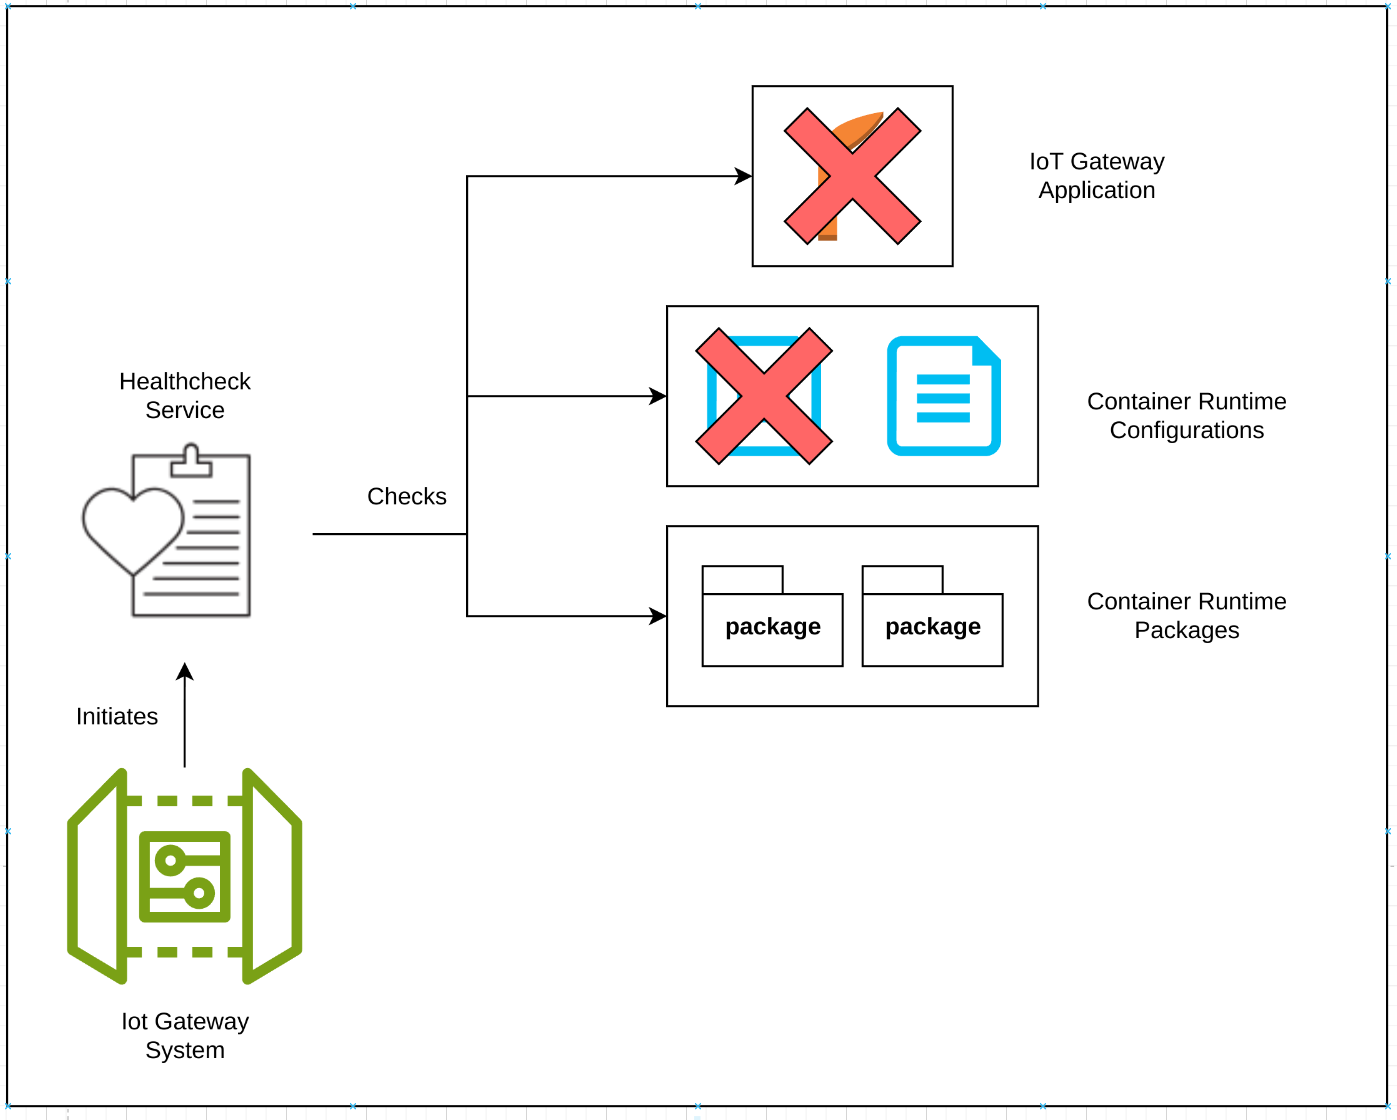 IoT Gateway
Application
Healthcheck
Service
Container Runtime
Configurations
Checks
package
package
Container Runtime
Packages
Initiates
Iot Gateway
System